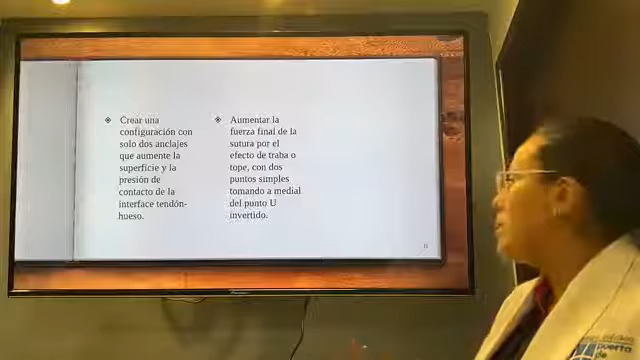 Crear una
configuración con
solo dos anclajes
que aumente la
superficie y la
presión de
contacto de la
interface tendón-
hueso.
Aumentar la
fuerza final de la
sutura por el
efecto de traba o
tope, con dos
puntos simples
tomando a medial
del punto U
invertido.
puerta
de